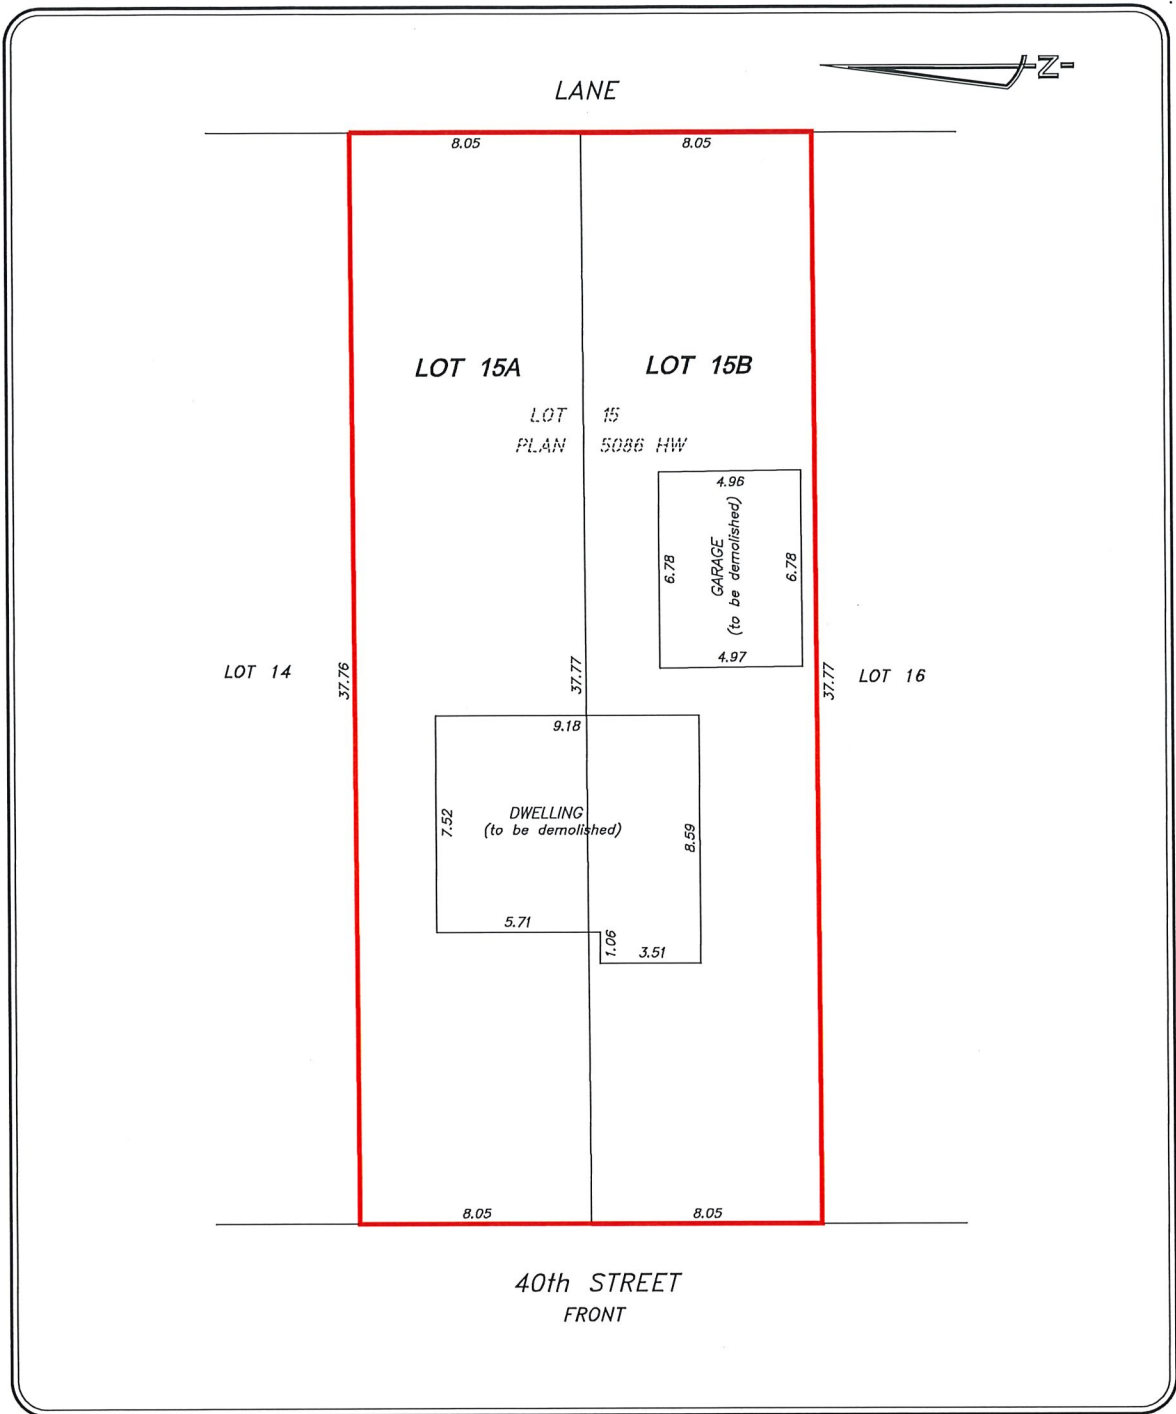 -N-
LANE
8.05 8.05
LOT 15A LOT 15B
LOT 15
PLAN 5086 HW
4.96
6.78
GARAGE
(to be demolished)
6.78
4.97
LOT 14
37.76
37.77
37.77
LOT 16
9.18
7.52
DWELLING
(to be demolished)
8.59
5.71
1.06
3.51
8.05 8.05
40th STREET
FRONT